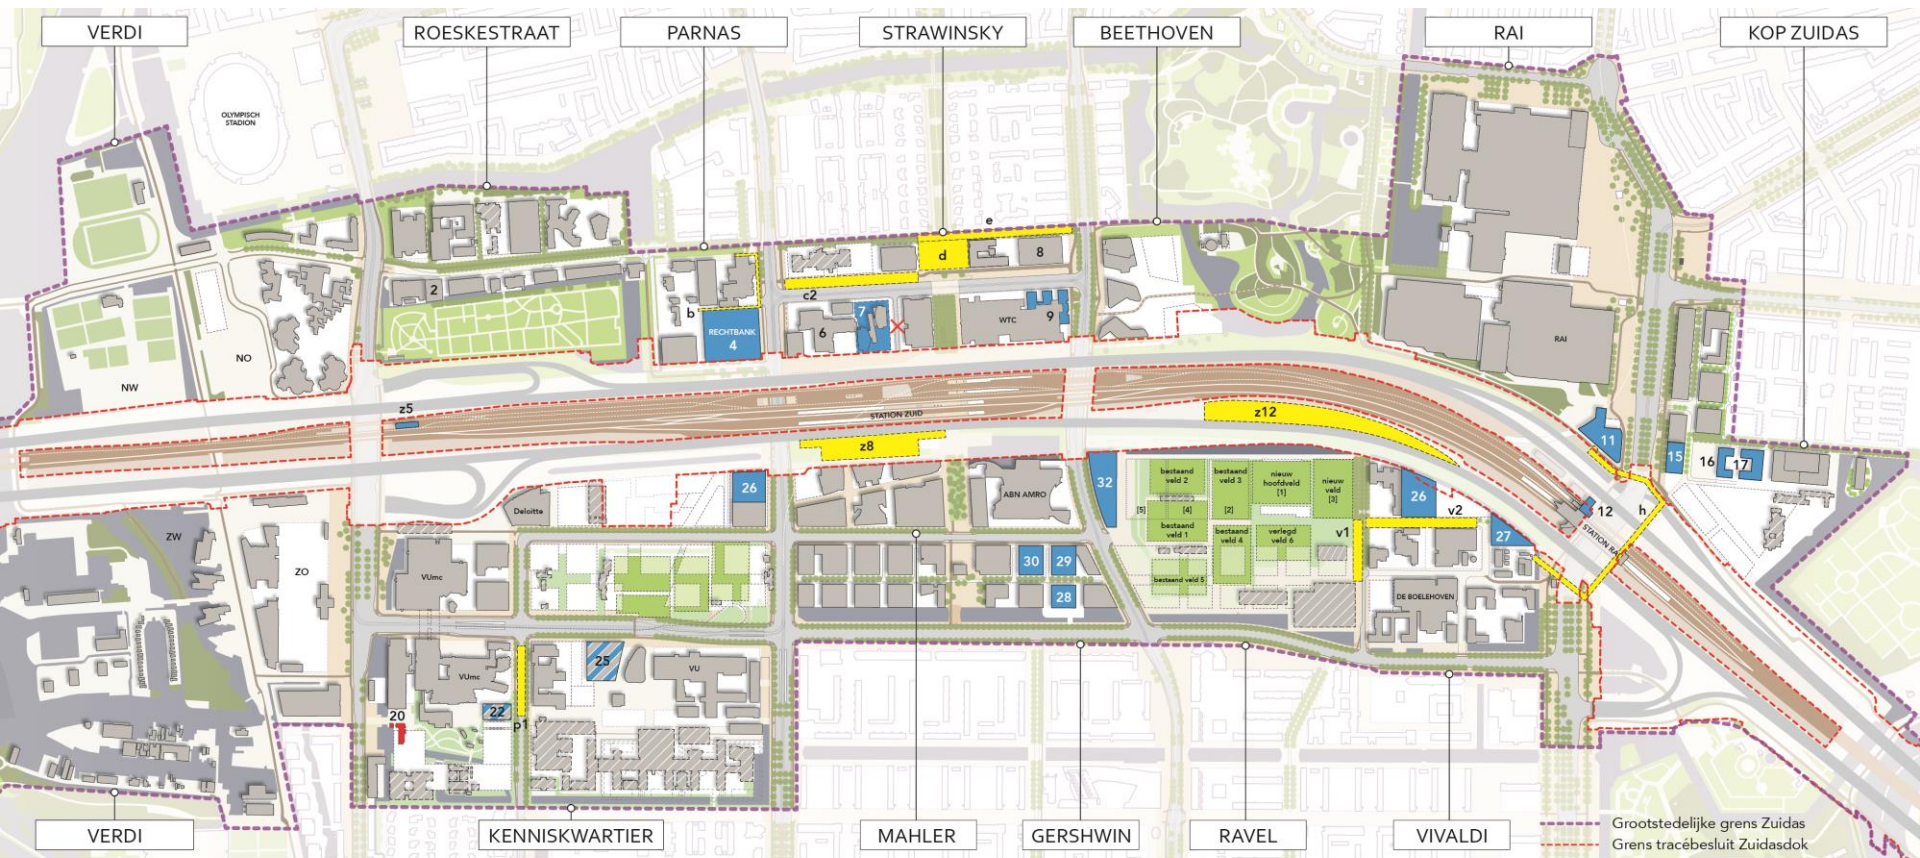 VERDI
ROESKESTRAAT
PARNAS
STRAWINSKY
BEETHOVEN
RAI
KOP ZUIDAS
OLYMPISCH
STADION
2
b
RECHTBANK
4
c2
6
7
d
e
8
WTC
9
NW
NO
RAI
z5
STATION ZUID
z8
z12
11
15
16
17
12
h
STATION RAI
ZW
ZO
Deloitte
26
ABN AMRO
32
bestaand
veld 2
bestaand
veld 3
nieuw
hoofdveld
[1]
nieuw
veld
[3]
[5]
[4]
[2]
bestaand
veld 1
bestaand
veld 4
verlegd
veld 6
bestaand veld 5
v1
26
v2
27
VUmc
30
29
28
DE BOELEHOVEN
VUmc
20
22
p1
25
VU
VERDI
KENNISKWARTIER
MAHLER
GERSHWIN
RAVEL
VIVALDI
Grootstedelijke grens Zuidas
Grens tracébesluit Zuidasdok